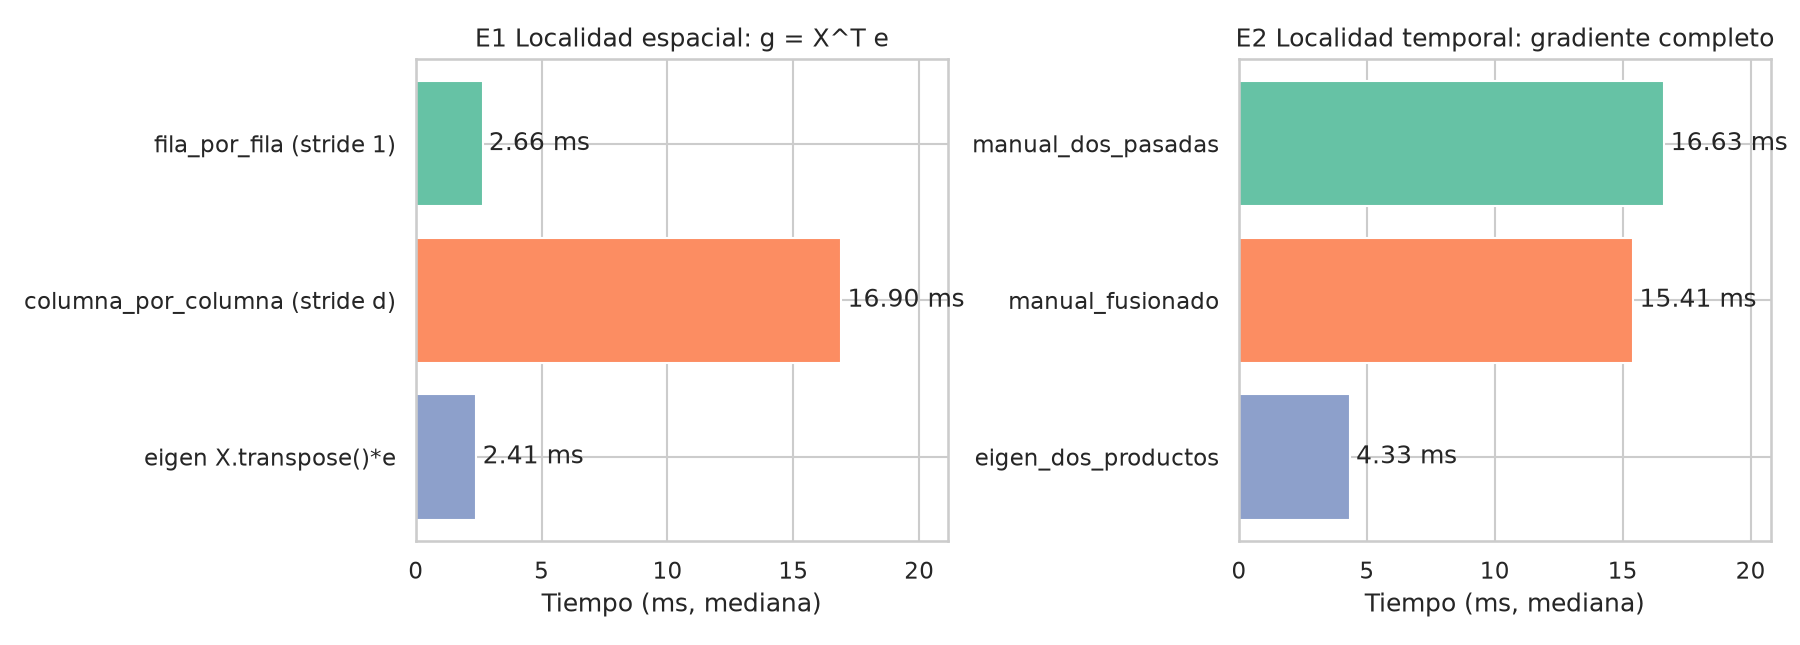 E1 Localidad espacial: g = X^T e
fila_por_fila (stride 1)
2.66 ms
columna_por_columna (stride d)
16.90 ms
eigen X.transpose()*e
2.41 ms
0 5 10 15 20
Tiempo (ms, mediana)
E2 Localidad temporal: gradiente completo
manual_dos_pasadas
16.63 ms
manual_fusionado
15.41 ms
eigen_dos_productos
4.33 ms
0 5 10 15 20
Tiempo (ms, mediana)